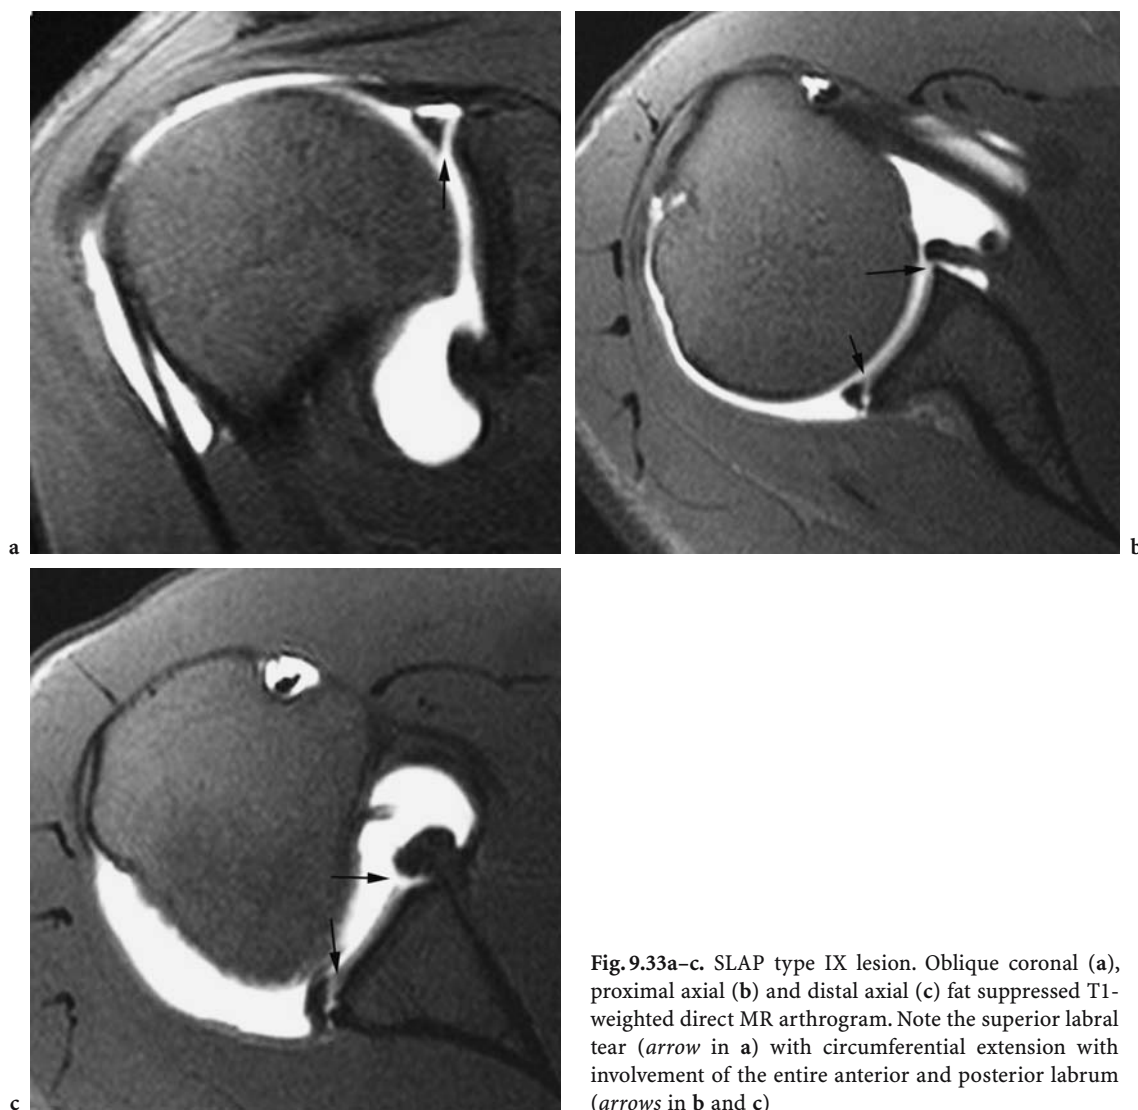 a
b
c
Fig. 9.33a–c. SLAP type IX lesion. Oblique coronal (a),
proximal axial (b) and distal axial (c) fat suppressed T1-
weighted direct MR arthrogram. Note the superior labral
tear (arrow in a) with circumferential extension with
involvement of the entire anterior and posterior labrum
(arrows in b and c)